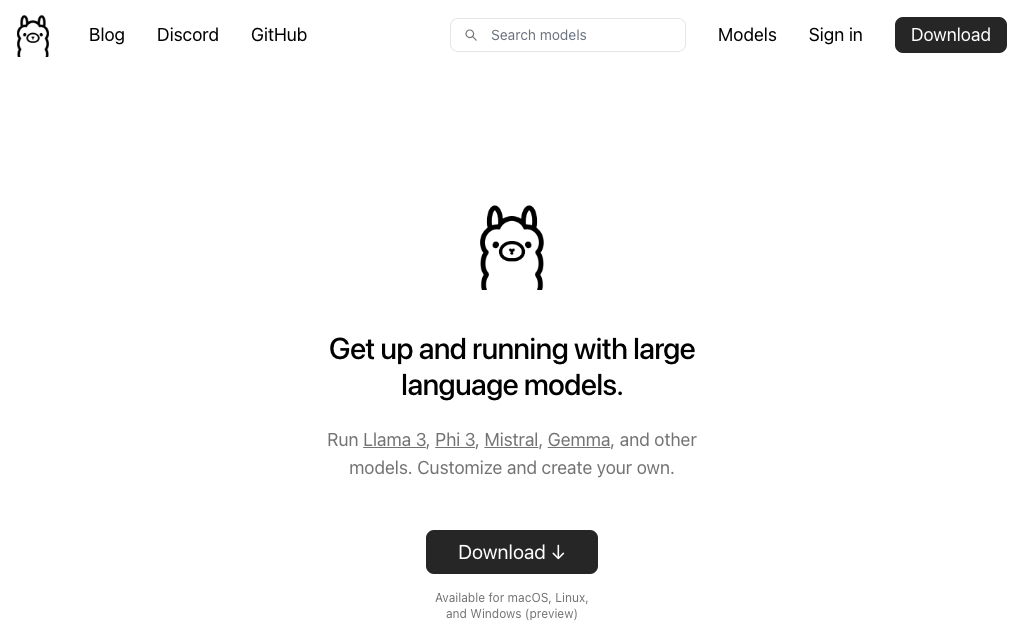 Blog
Discord
GitHub
Search models
Models
Sign in
Download
Get up and running with large
language models.
Run Llama 3, Phi 3, Mistral, Gemma, and other
models. Customize and create your own.
Download ↓
Available for macOS, Linux,
and Windows (preview)